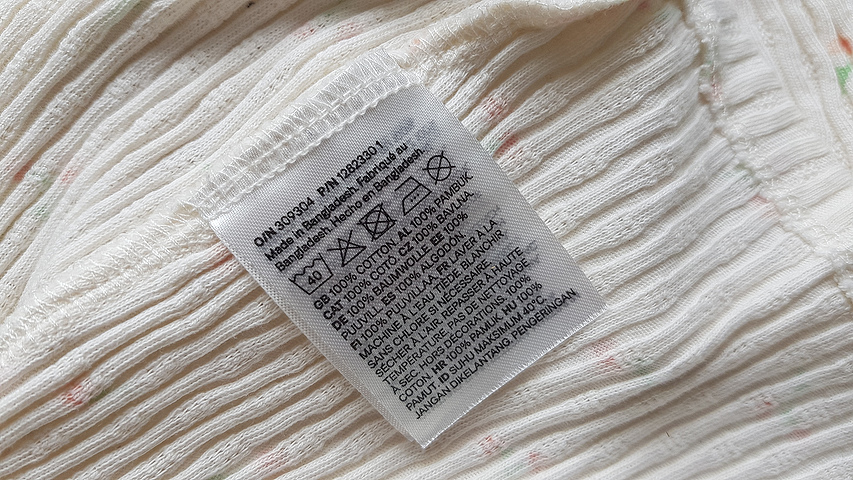 O/N 309304 P/N 12823301
Made in Bangladesh. Fabriqué au
Bangladesh. Hecho en Bangladesh.
40
GB 100% COTTON. AL 100% PAMBUK.
CAT 100% COTÓ. CZ 100% BAVLNA.
DE 100% BAUMWOLLE. EE 100%
PUUVILL. ES 100% ALGODÓN.
FI 100% PUUVILLAA. FR LAVER À LA
MACHINE À L'EAU TIÈDE. BLANCHIR
SANS CHLORE SI NÉCESSAIRE.
SÉCHER À L'AIR. REPASSER À HAUTE
TEMPÉRATURE. PAS DE NETTOYAGE
À SEC. HORS DÉCORATIONS, 100%
COTON. HR 100% PAMUK. HU 100%
PAMUT. ID SUHU MAKSIMUM 40°C.
JANGAN DIKELANTANG. PENGERINGAN